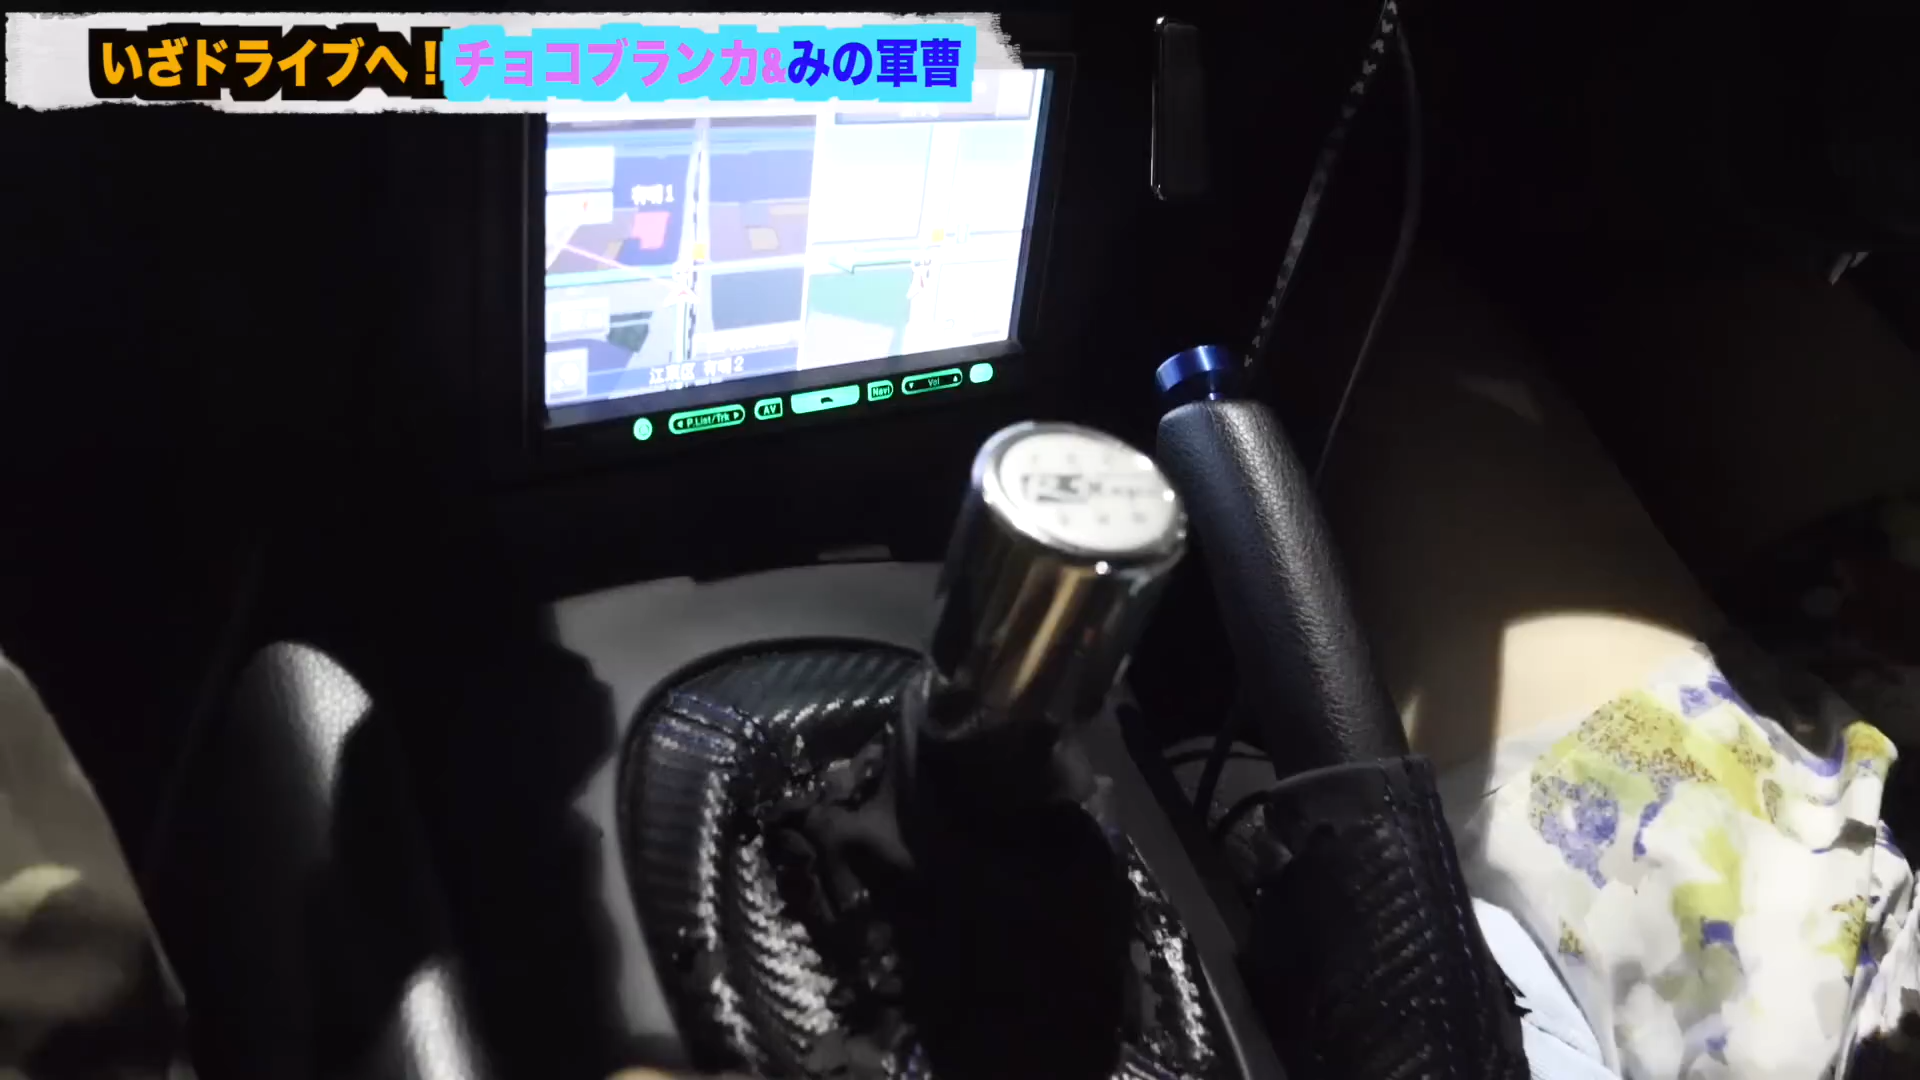 いざドライブへ！チョコブランカ&みの軍曹
有明1
江東区 有明2
P.List/Trk
AV
Navi
Vol